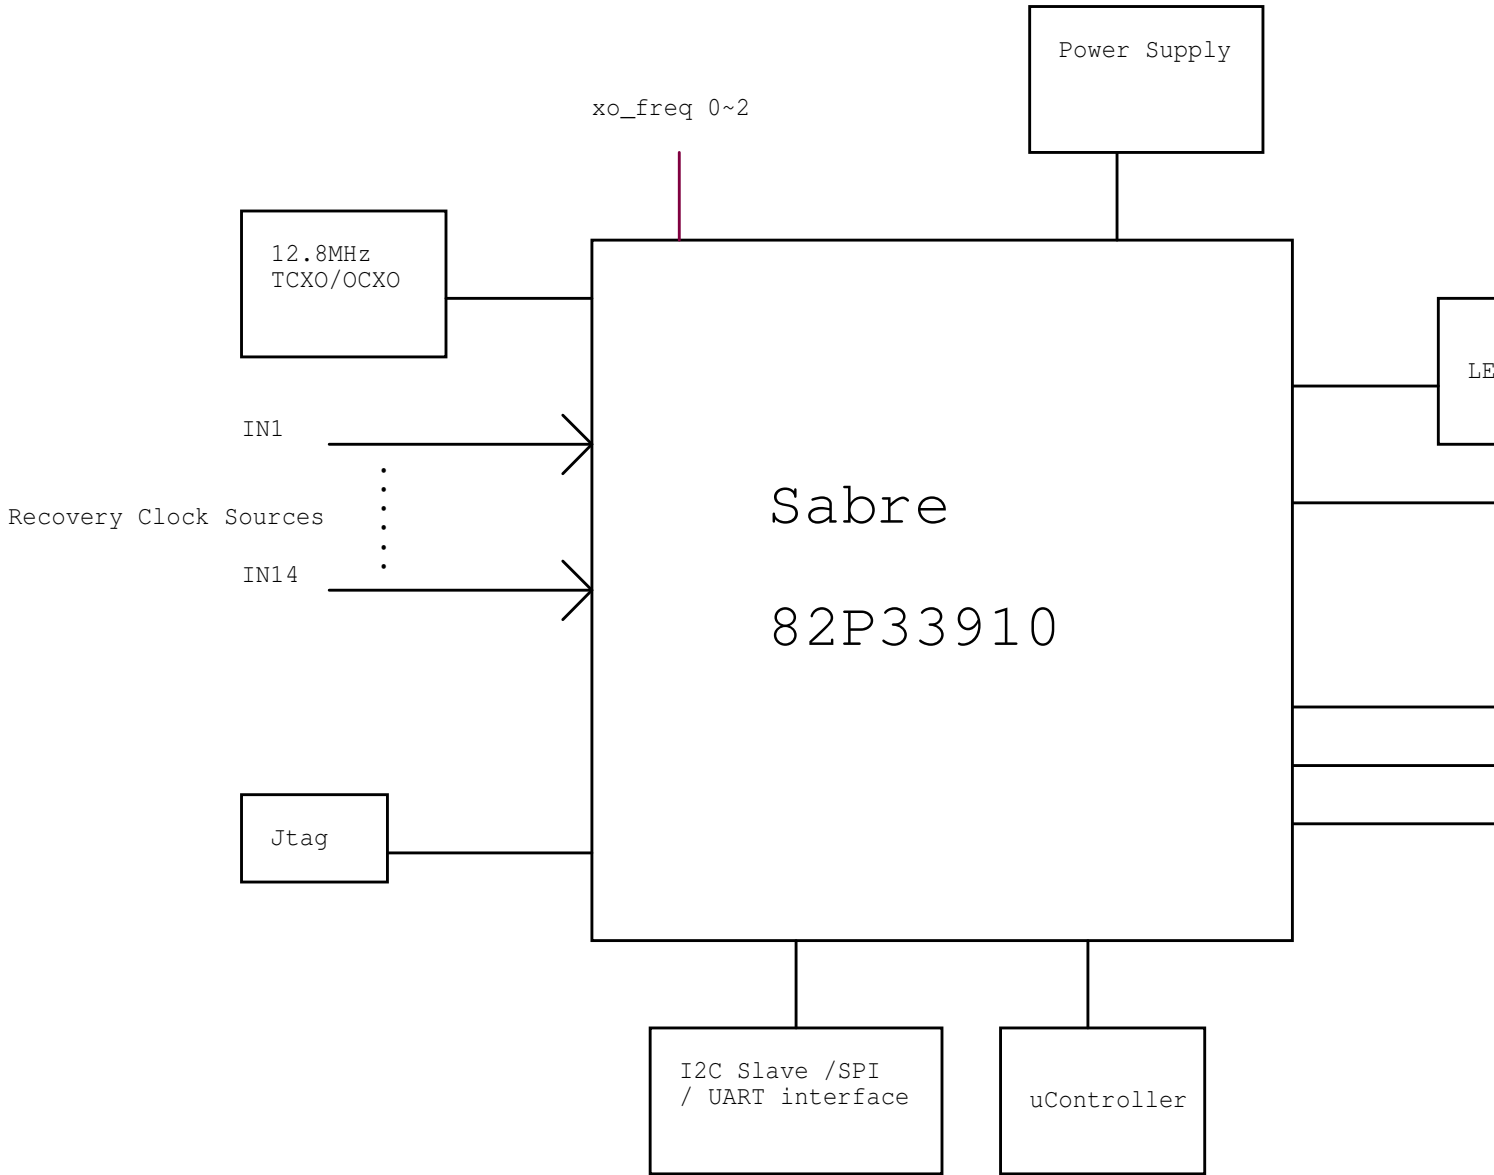 Power Supply
xo_freq 0~2
12.8MHz
TCXO/OCXO
LE
IN1
Recovery Clock Sources
IN14
Sabre
82P33910
Jtag
I2C Slave /SPI
/ UART interface
uController